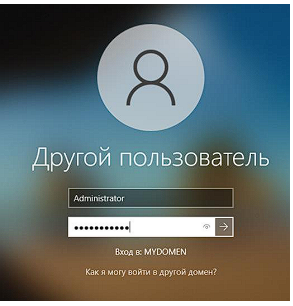 Другой пользователь
Administrator
•••••••••••
Вход в: MYDOMEN
Как я могу войти в другой домен?